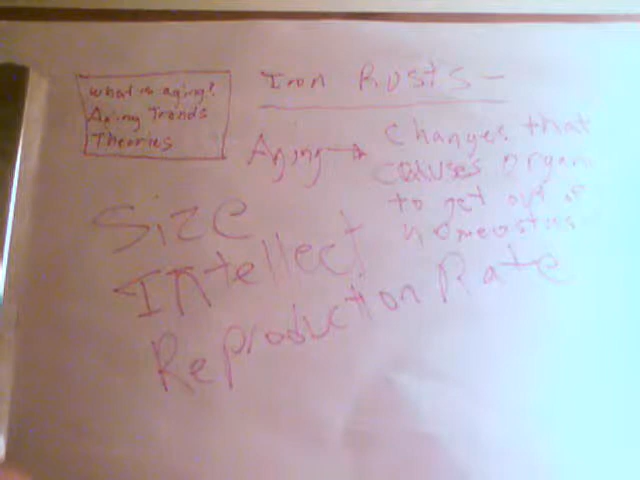 What is aging?
Aging Trends
Theories
Iron Rusts-
Aging → Changes that
causes organ
to get out of
Size
Intellect
Reproduction Rate